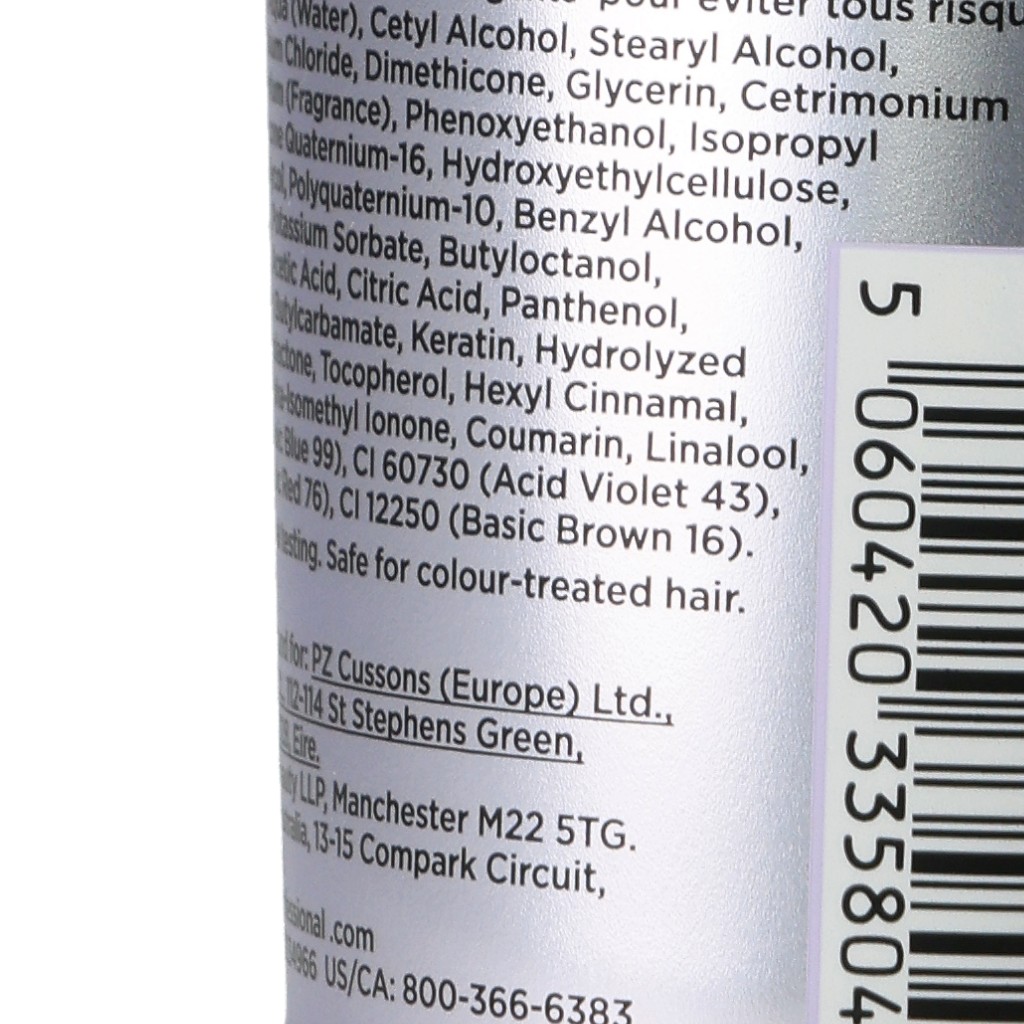 pour éviter tous
(Water), Cetyl Alcohol, Stearyl Alcohol,
Chloride, Dimethicone, Glycerin, Cetrimonium
(Fragrance), Phenoxyethanol, Isopropyl
Quaternium-16, Hydroxyethylcellulose,
Polyquaternium-10, Benzyl Alcohol,
Sorbate, Butyloctanol,
Acid, Citric Acid, Panthenol,
Keratin, Hydrolyzed
Tocopherol, Hexyl Cinnamal,
Ionone, Coumarin, Linalool,
Blue 99), CI 60730 (Acid Violet 43),
Red 76), CI 12250 (Basic Brown 16).
testing. Safe for colour-treated hair.
for: PZ Cussons (Europe) Ltd.,
112-114 St Stephens Green,
Eire.
LLP, Manchester M22 5TG.
13-15 Compark Circuit,
.com
US/CA: 800-366-6383
5 060420 335804